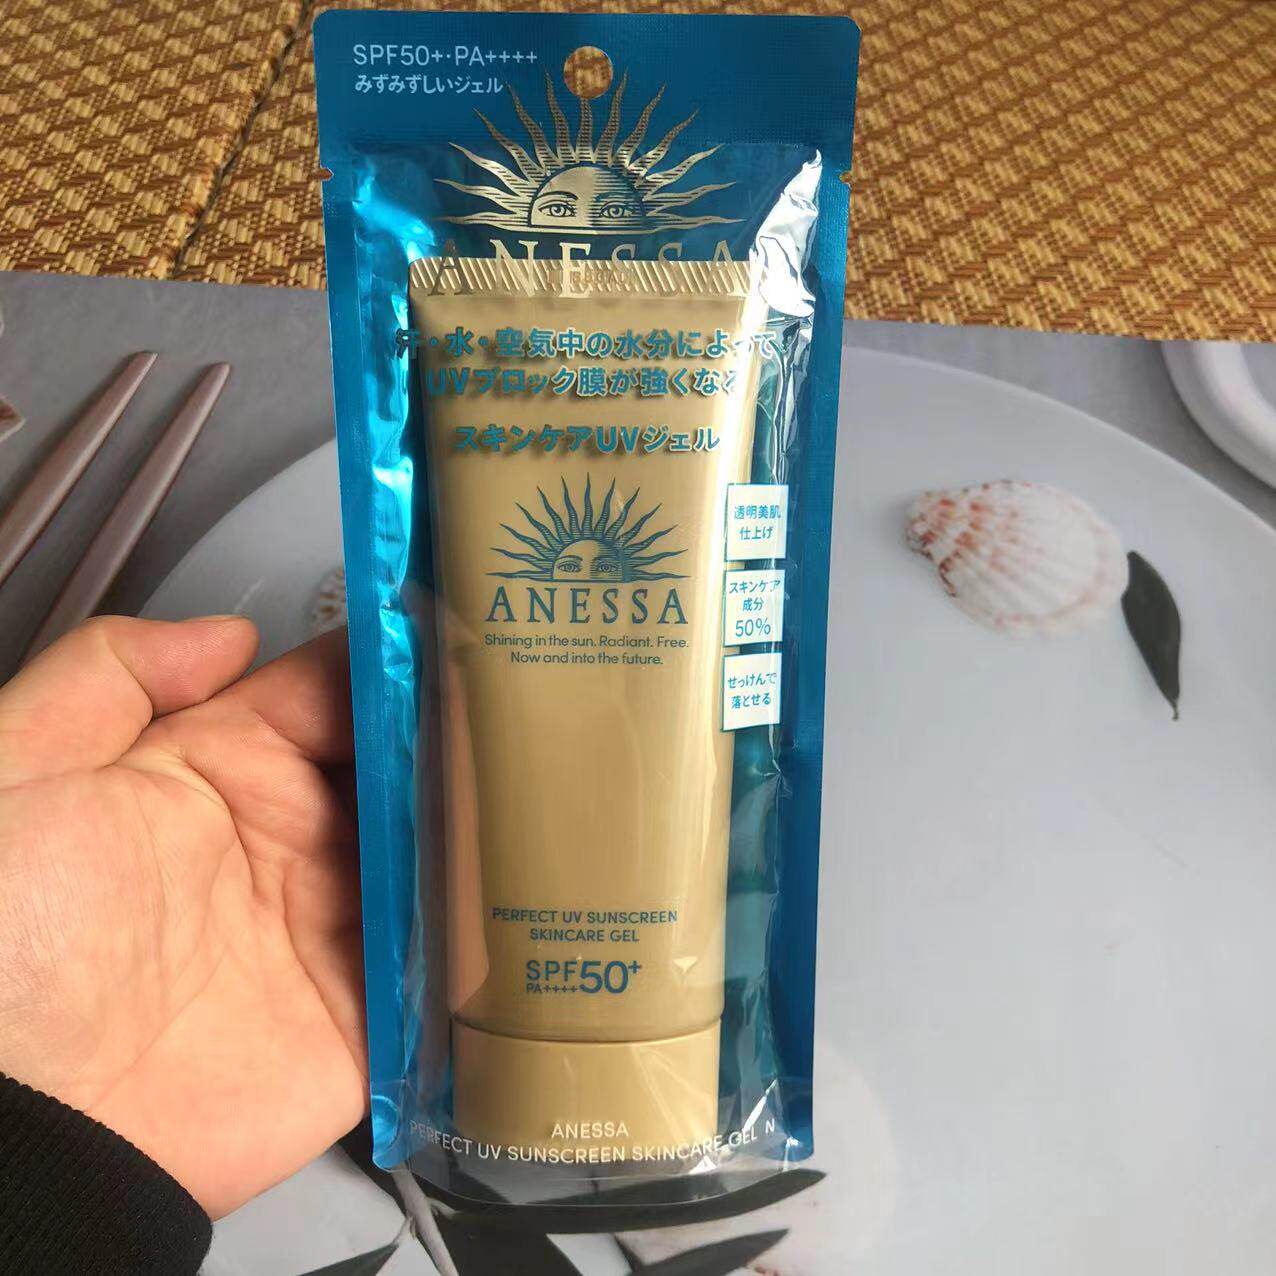 SPF50+・PA++++
みずみずしいジェル
ANESSA
汗・水・空気中の水分によって、
UVブロック膜が強くなる
スキンケアUVジェル
透明美肌
仕上げ
スキンケア
成分
50%
せっけんで
落とせる
ANESSA
Shining in the sun. Radiant. Free.
Now and into the future.
PERFECT UV SUNSCREEN
SKINCARE GEL
SPF50+
PA++++
ANESSA
PERFECT UV SUNSCREEN SKINCARE GEL N